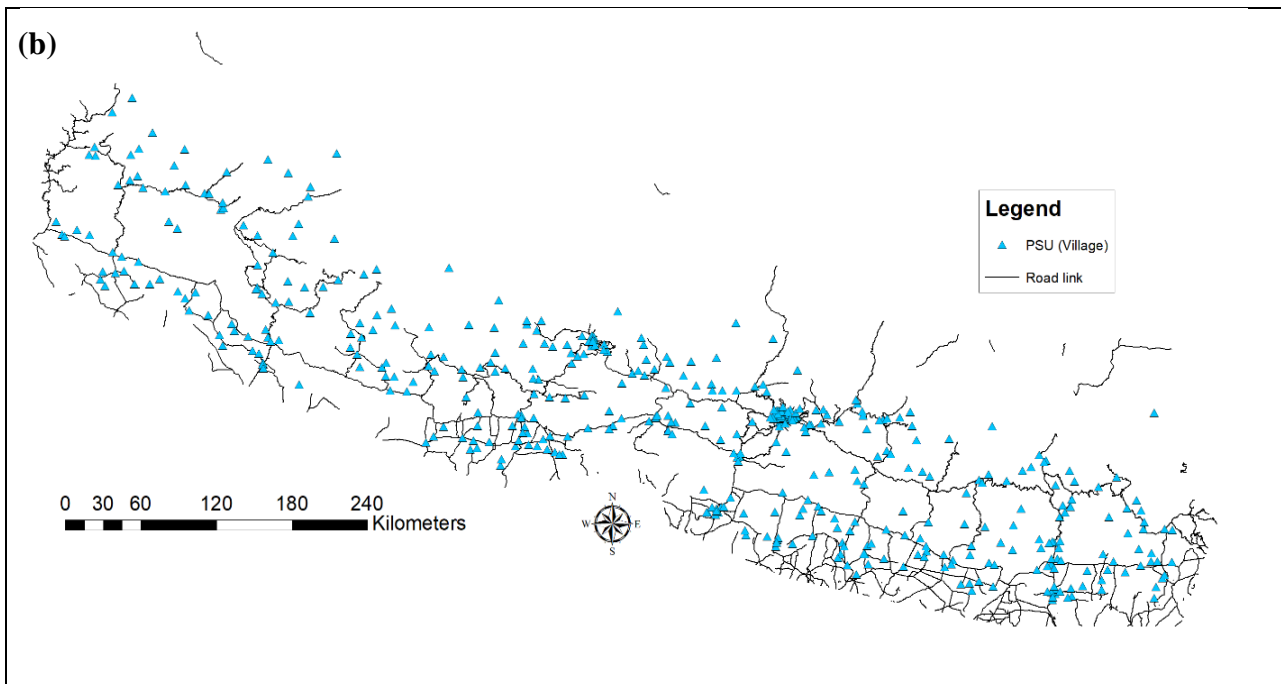 (b)
Legend
PSU (Village)
Road link
0 30 60 120 180 240
Kilometers
N
W E
S